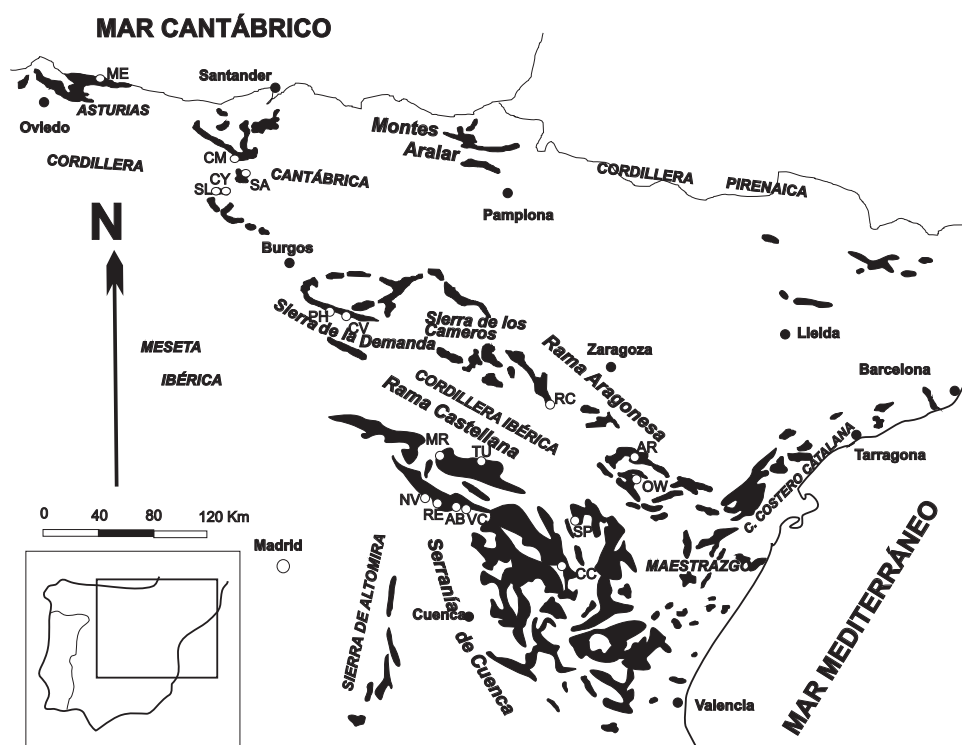 MAR CANTÁBRICO
ME
Santander
ASTURIAS
Oviedo
Montes
Aralar
CORDILLERA
CM
CANTÁBRICA
CY
SL
SA
CORDILLERA
PIRENAICA
Pamplona
N
Burgos
PH
CV
Sierra de la Demanda
Sierra de los
Cameros
MESETA
IBÉRICA
Lleida
Zaragoza
Rama Aragonesa
Barcelona
RC
CORDILLERA IBÉRICA
Rama Castellana
MR
TU
AR
OW
Tarragona
C. COSTERO CATALANA
NV
RE
AB
VC
SP
0 40 80 120 Km
Madrid
CC
MAESTRAZGO
SIERRA DE ALTOMIRA
Serranía
de Cuenca
Cuenca
MAR MEDITERRÁNEO
Valencia